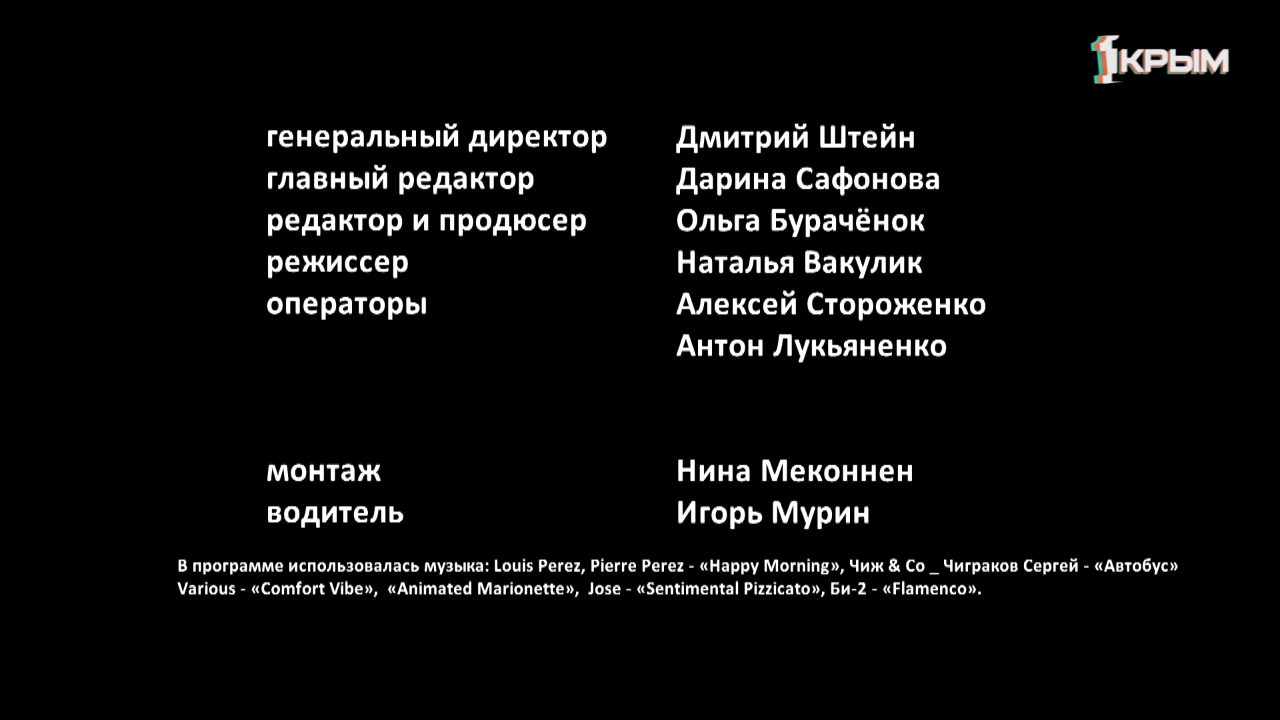 1КРЫМ
генеральный директор Дмитрий Штейн
главный редактор Дарина Сафонова
редактор и продюсер Ольга Бурачёнок
режиссер Наталья Вакулик
операторы Алексей Стороженко
Антон Лукьяненко
монтаж Нина Меконнен
водитель Игорь Мурин
В программе использовалась музыка: Louis Perez, Pierre Perez - «Happy Morning», Чиж & Co _ Чиграков Сергей - «Автобус»
Various - «Comfort Vibe», «Animated Marionette», Jose - «Sentimental Pizzicato», Би-2 - «Flamenco».